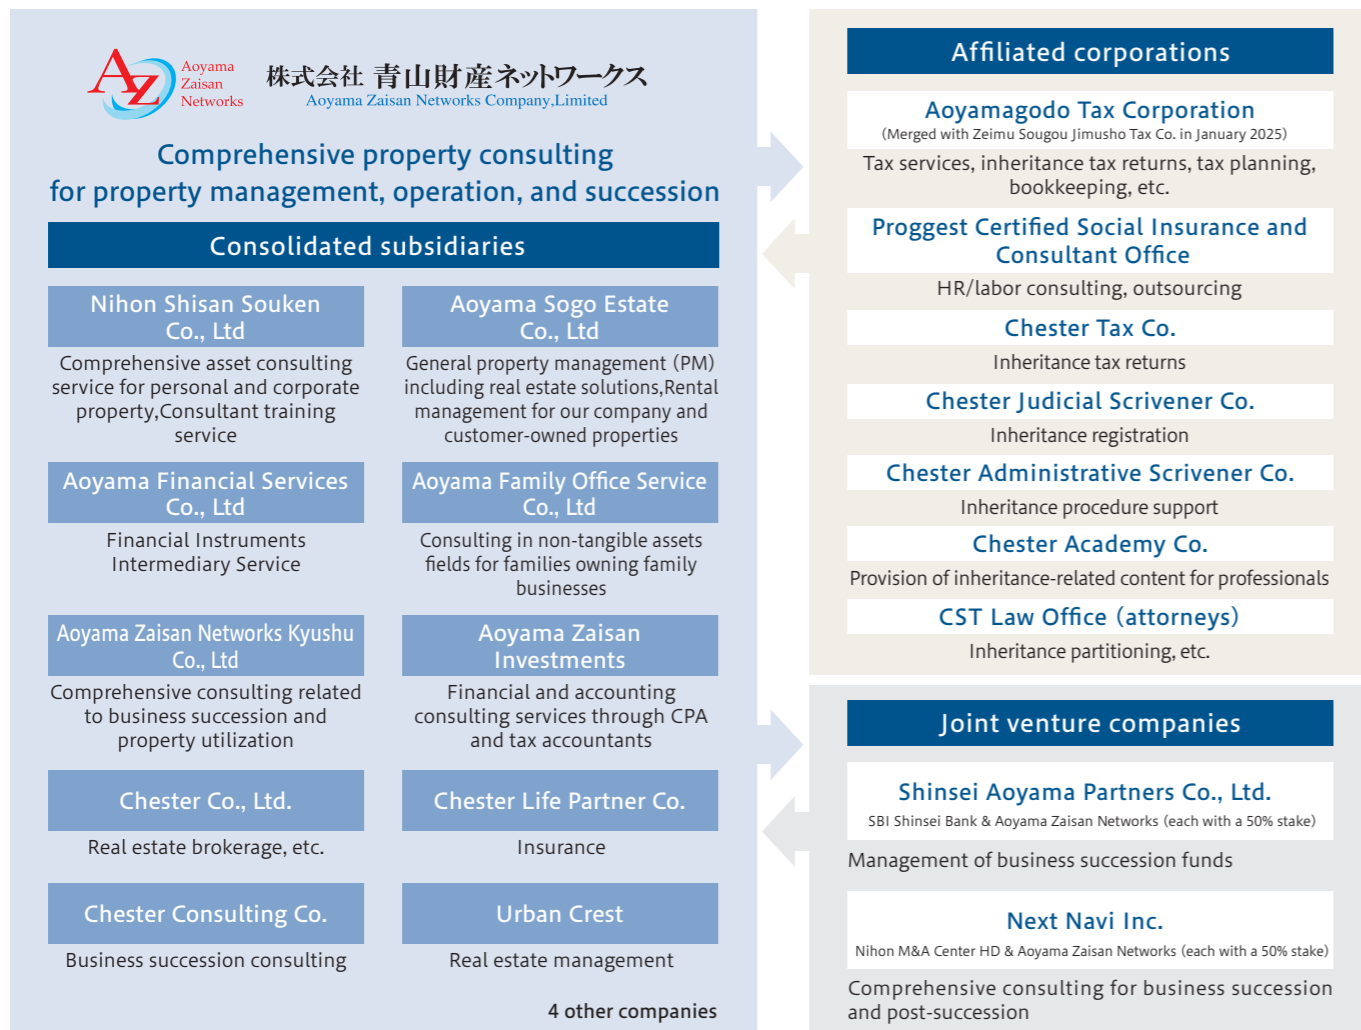 AZ
Aoyama
Zaisan
Networks
株式会社 青山財産ネットワークス
Aoyama Zaisan Networks Company,Limited
Comprehensive property consulting
for property management, operation, and succession
Consolidated subsidiaries
Nihon Shisan Souken
Co., Ltd
Comprehensive asset consulting
service for personal and corporate
property,Consultant training
service
Aoyama Sogo Estate
Co., Ltd
General property management (PM)
including real estate solutions,Rental
management for our company and
customer-owned properties
Aoyama Financial Services
Co., Ltd
Financial Instruments
Intermediary Service
Aoyama Family Office Service
Co., Ltd
Consulting in non-tangible assets
fields for families owning family
businesses
Aoyama Zaisan Networks Kyushu
Co., Ltd
Comprehensive consulting related
to business succession and
property utilization
Aoyama Zaisan
Investments
Financial and accounting
consulting services through CPA
and tax accountants
Chester Co., Ltd.
Real estate brokerage, etc.
Chester Life Partner Co.
Insurance
Chester Consulting Co.
Business succession consulting
Urban Crest
Real estate management
4 other companies
Affiliated corporations
Aoyamagodo Tax Corporation
(Merged with Zeimu Sougou Jimusho Tax Co. in January 2025)
Tax services, inheritance tax returns, tax planning,
bookkeeping, etc.
Proggest Certified Social Insurance and
Consultant Office
HR/labor consulting, outsourcing
Chester Tax Co.
Inheritance tax returns
Chester Judicial Scrivener Co.
Inheritance registration
Chester Administrative Scrivener Co.
Inheritance procedure support
Chester Academy Co.
Provision of inheritance-related content for professionals
CST Law Office (attorneys)
Inheritance partitioning, etc.
Joint venture companies
Shinsei Aoyama Partners Co., Ltd.
SBI Shinsei Bank & Aoyama Zaisan Networks (each with a 50% stake)
Management of business succession funds
Next Navi Inc.
Nihon M&A Center HD & Aoyama Zaisan Networks (each with a 50% stake)
Comprehensive consulting for business succession
and post-succession